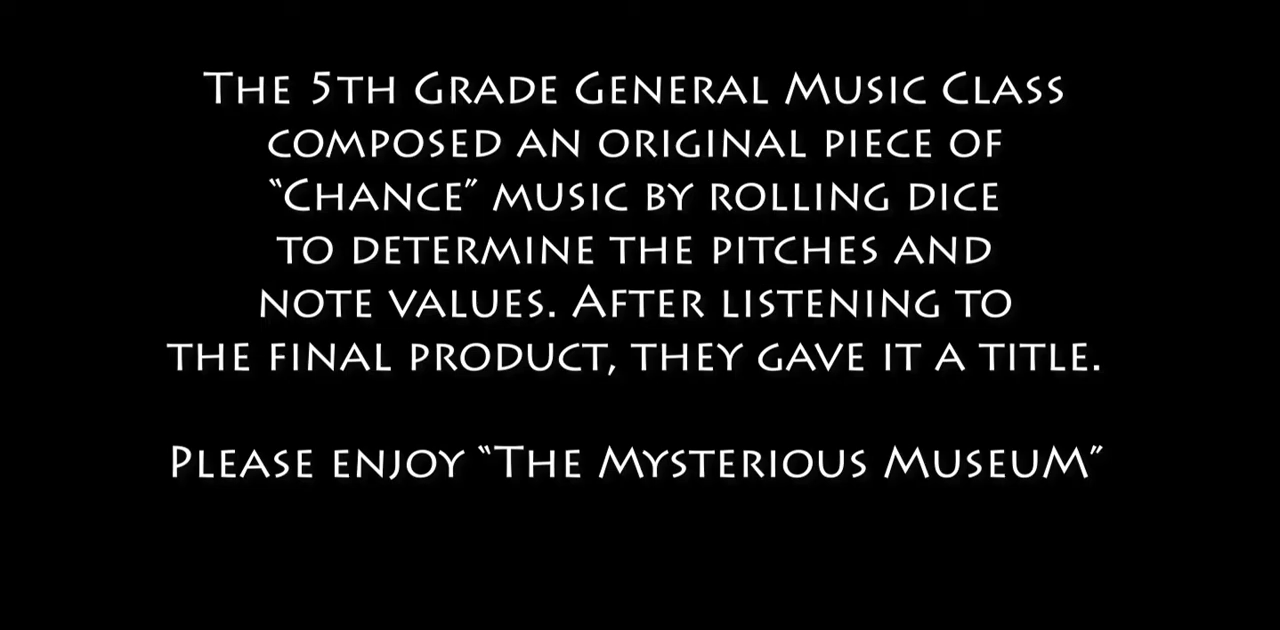 The 5th Grade General Music Class
composed an original piece of
“Chance” music by rolling dice
to determine the pitches and
note values. After listening to
the final product, they gave it a title.
Please enjoy “The Mysterious Museum”